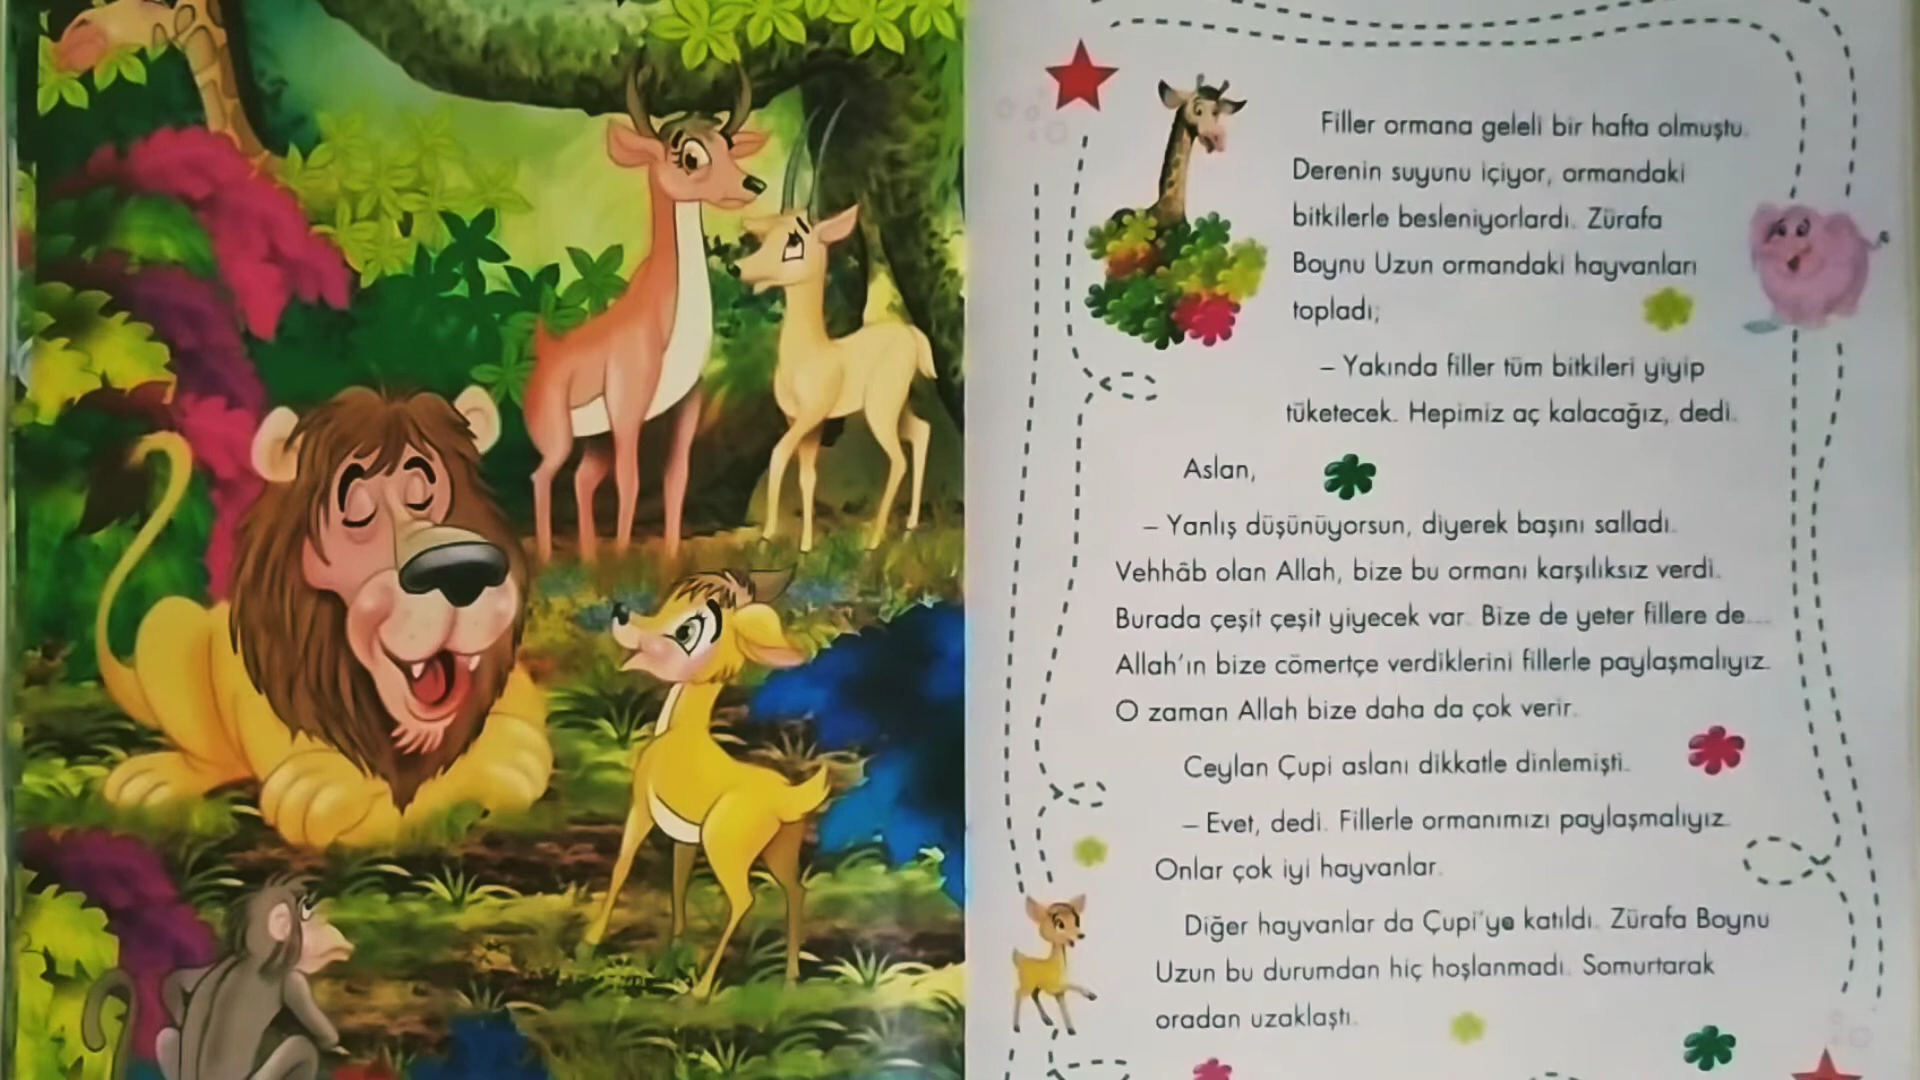 Filler ormana geleli bir hafta olmuştu.
Derenin suyunu içiyor, ormandaki
bitkilerle besleniyorlardı. Zürafa
Boynu Uzun ormandaki hayvanları
topladı;
– Yakında filler tüm bitkileri yiyip
tüketecek. Hepimiz aç kalacağız, dedi.
Aslan,
– Yanlış düşünüyorsun, diyerek başını salladı.
Vehhâb olan Allah, bize bu ormanı karşılıksız verdi.
Burada çeşit çeşit yiyecek var. Bize de yeter fillere de...
Allah'ın bize cömertçe verdiklerini fillerle paylaşmalıyız.
O zaman Allah bize daha da çok verir.
Ceylan Çupi aslanı dikkatle dinlemişti.
– Evet, dedi. Fillerle ormanımızı paylaşmalıyız.
Onlar çok iyi hayvanlar.
Diğer hayvanlar da Çupi'ye katıldı. Zürafa Boynu
Uzun bu durumdan hiç hoşlanmadı. Somurtarak
oradan uzaklaştı.